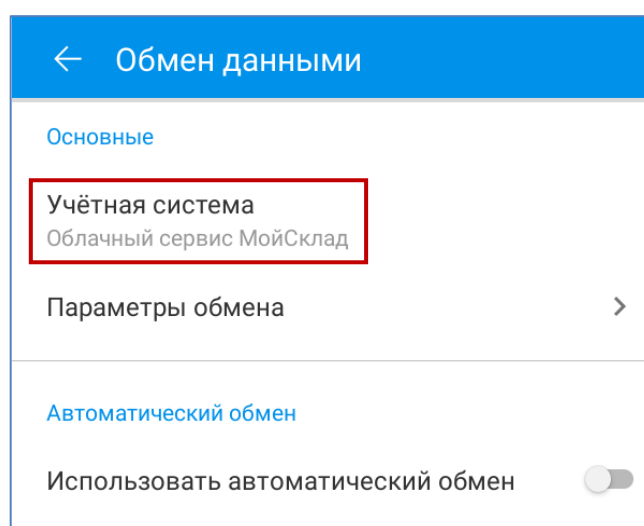 Обмен данными
Основные
Учётная система
Облачный сервис МойСклад
Параметры обмена
Автоматический обмен
Использовать автоматический обмен